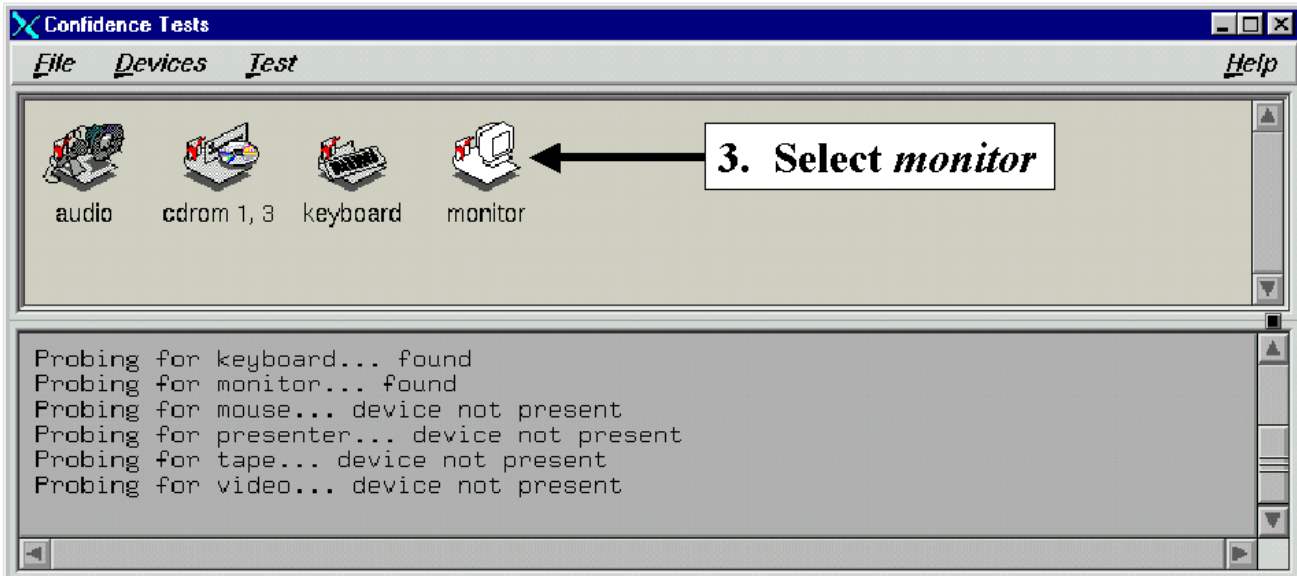 Confidence Tests
File Devices Test Help
3. Select monitor
audio cdrom 1, 3 keyboard monitor
Probing for keyboard... found
Probing for monitor... found
Probing for mouse... device not present
Probing for presenter... device not present
Probing for tape... device not present
Probing for video... device not present